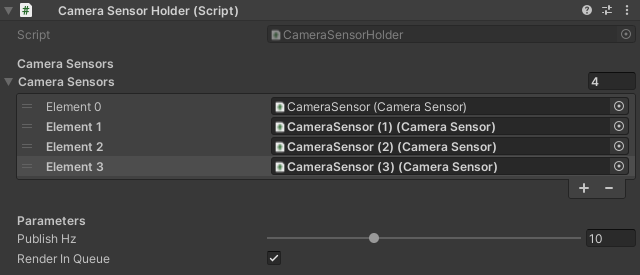 Camera Sensor Holder (Script)
Script CameraSensorHolder
Camera Sensors
Camera Sensors 4
Element 0 CameraSensor (Camera Sensor)
Element 1 CameraSensor (1) (Camera Sensor)
Element 2 CameraSensor (2) (Camera Sensor)
Element 3 CameraSensor (3) (Camera Sensor)
Parameters
Publish Hz 10
Render In Queue